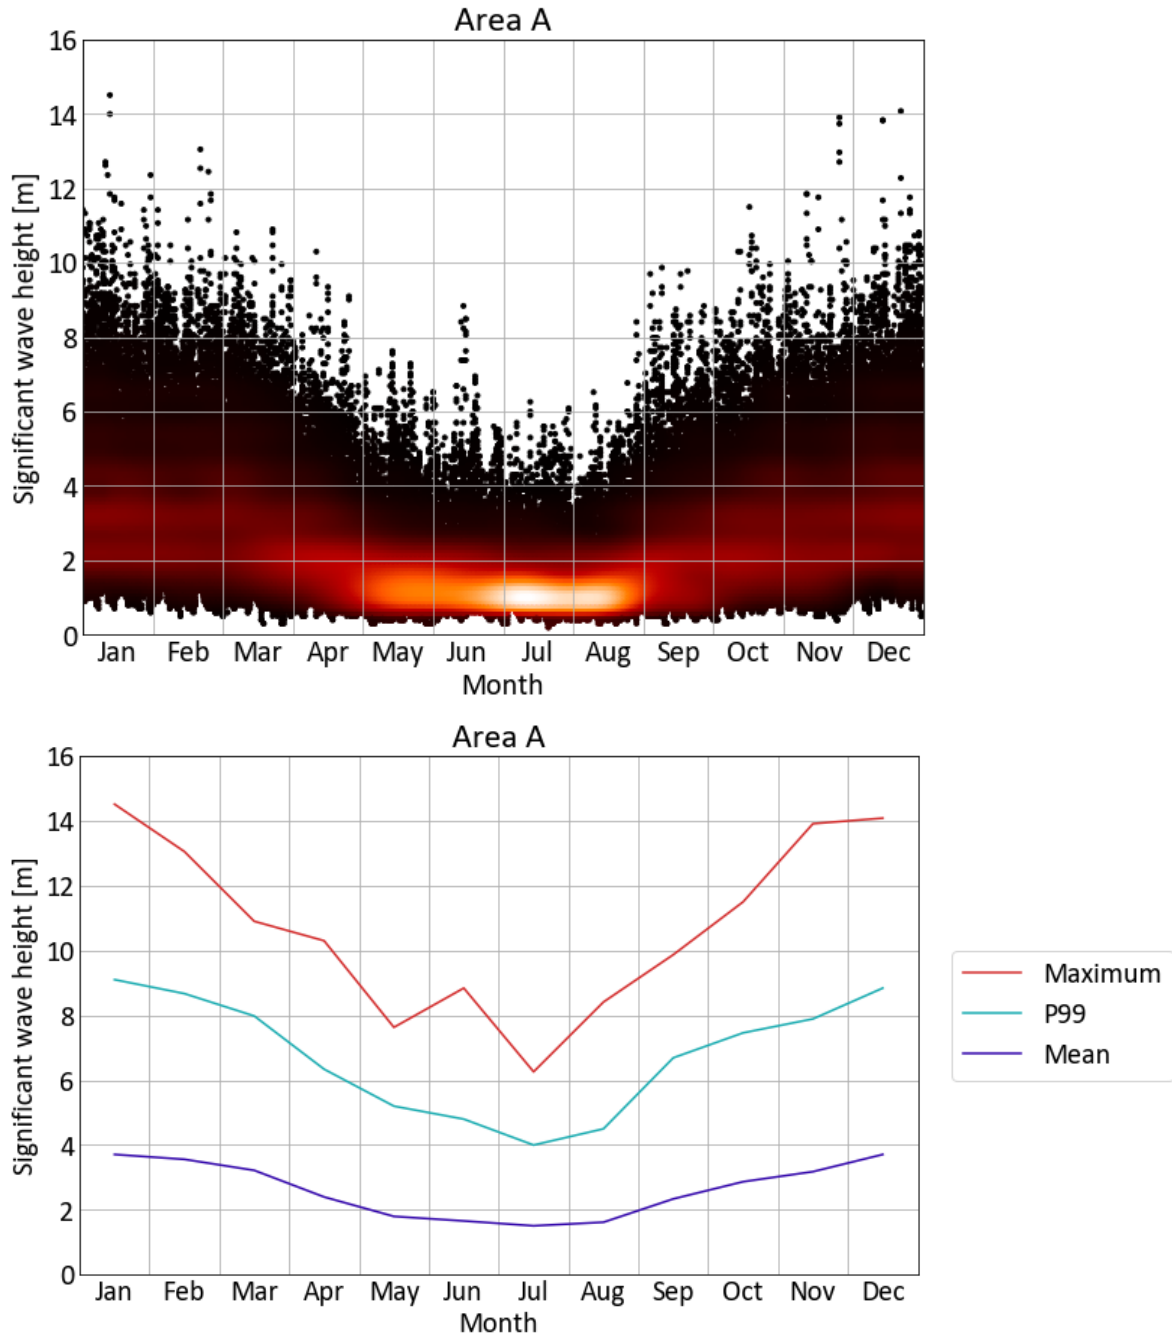 Area A
16
14
12
10
8
6
4
2
0
Significant wave height [m]
Jan Feb Mar Apr May Jun Jul Aug Sep Oct Nov Dec
Month
Area A
16
14
12
10
8
6
4
2
0
Significant wave height [m]
Jan Feb Mar Apr May Jun Jul Aug Sep Oct Nov Dec
Month
Maximum
P99
Mean